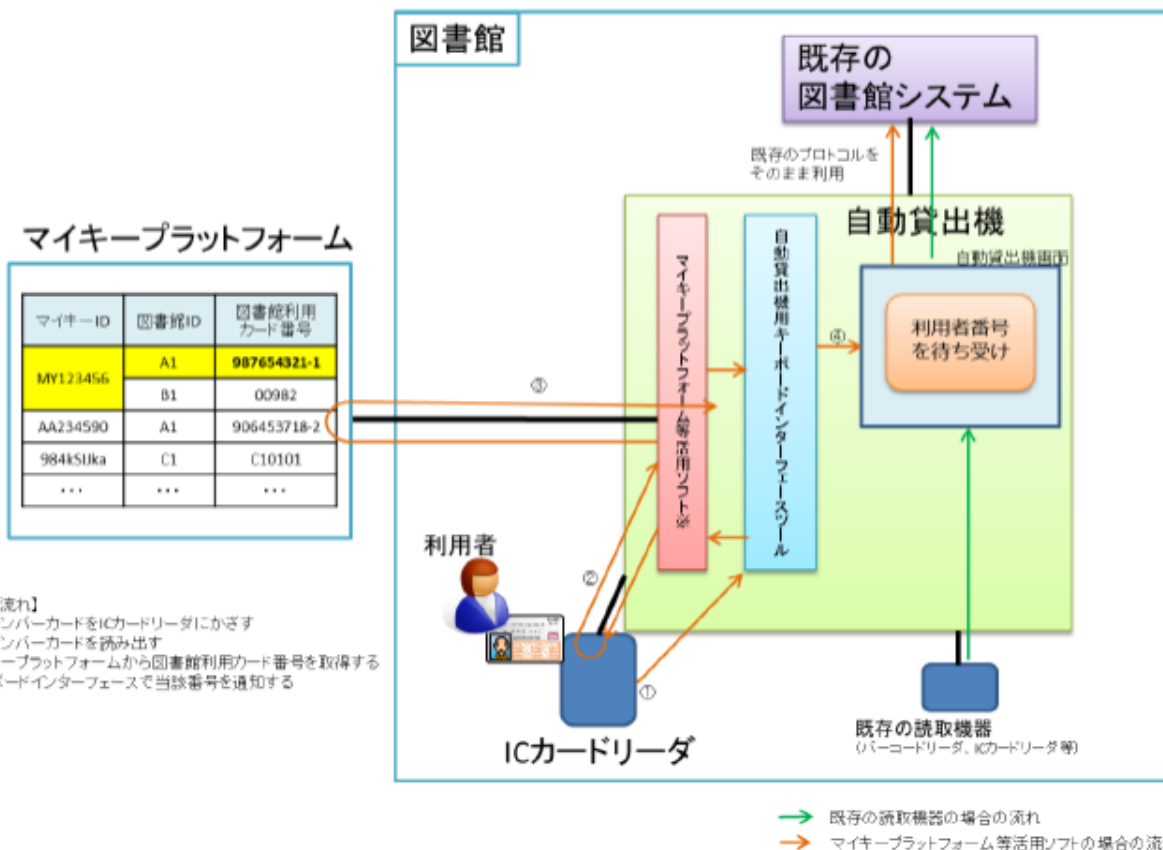 図書館
既存の
図書館システム
既存のプロトコルを
そのまま利用
自動貸出機
自動貸出機画面
利用者番号
を待ち受け
マイキープラットフォーム等活用ソフト※
自動貸出機用キーボードインターフェースツール
④
マイキープラットフォーム
マイキーID 図書館ID 図書館利用
カード番号
MY123456 A1 987654321-1
B1 00982
AA234590 A1 906453718-2
984kSIJka C1 C10101
... ... ...
③
利用者
②
①
ICカードリーダ
既存の読取機器
(バーコードリーダ、ICカードリーダ等)
流れ】
ンバーカードをICカードリーダにかざす
ンバーカードを読み出す
ープラットフォームから図書館利用カード番号を取得する
ボードインターフェースで当該番号を通知する
既存の読取機器の場合の流れ
マイキープラットフォーム等活用ソフトの場合の流